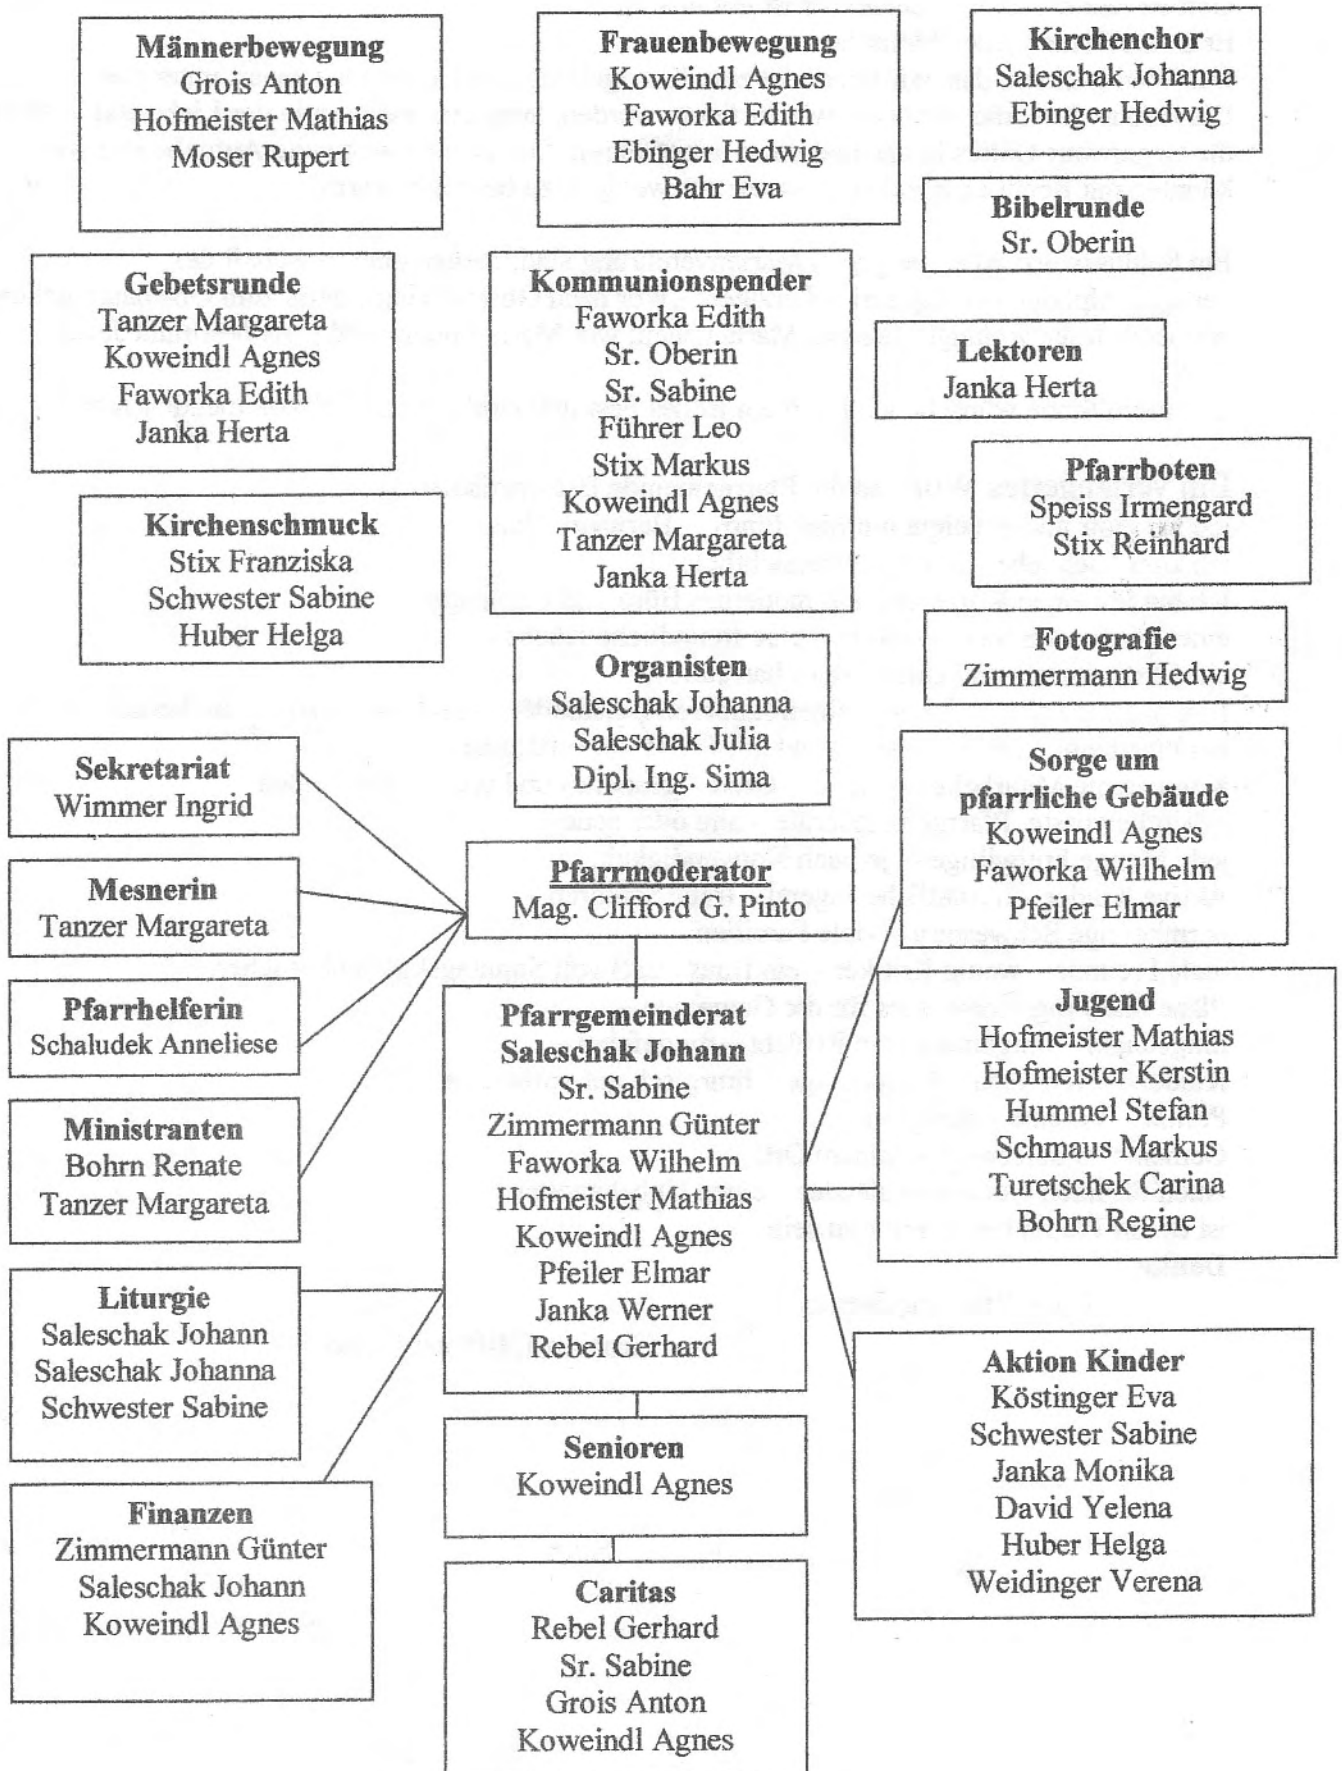 Männerbewegung
Grois Anton
Hofmeister Mathias
Moser Rupert
Frauenbewegung
Koweindl Agnes
Faworka Edith
Ebinger Hedwig
Bahr Eva
Kirchenchor
Saleschak Johanna
Ebinger Hedwig
Bibelrunde
Sr. Oberin
Gebetsrunde
Tanzer Margareta
Koweindl Agnes
Faworka Edith
Janka Herta
Kommunionspender
Faworka Edith
Sr. Oberin
Sr. Sabine
Führer Leo
Stix Markus
Koweindl Agnes
Tanzer Margareta
Janka Herta
Lektoren
Janka Herta
Pfarrboten
Speiss Irmengard
Stix Reinhard
Kirchenschmuck
Stix Franziska
Schwester Sabine
Huber Helga
Fotografie
Zimmermann Hedwig
Organisten
Saleschak Johanna
Saleschak Julia
Dipl. Ing. Sima
Sekretariat
Wimmer Ingrid
Sorge um
pfarrliche Gebäude
Koweindl Agnes
Faworka Willhelm
Pfeiler Elmar
Pfarrmoderator
Mag. Clifford G. Pinto
Mesnerin
Tanzer Margareta
Pfarrhelferin
Schaludek Anneliese
Pfarrgemeinderat
Saleschak Johann
Sr. Sabine
Zimmermann Günter
Faworka Wilhelm
Hofmeister Mathias
Koweindl Agnes
Pfeiler Elmar
Janka Werner
Rebel Gerhard
Jugend
Hofmeister Mathias
Hofmeister Kerstin
Hummel Stefan
Schmaus Markus
Turetschek Carina
Bohrn Regine
Ministranten
Bohrn Renate
Tanzer Margareta
Liturgie
Saleschak Johann
Saleschak Johanna
Schwester Sabine
Aktion Kinder
Köstinger Eva
Schwester Sabine
Janka Monika
David Yelena
Huber Helga
Weidinger Verena
Senioren
Koweindl Agnes
Finanzen
Zimmermann Günter
Saleschak Johann
Koweindl Agnes
Caritas
Rebel Gerhard
Sr. Sabine
Grois Anton
Koweindl Agnes